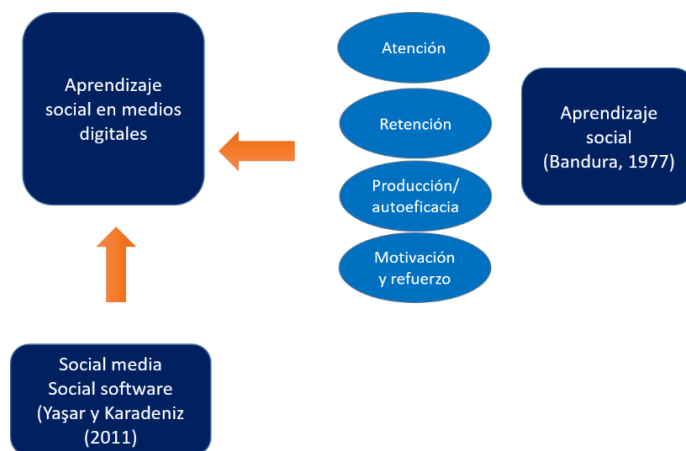 Aprendizaje
social en medios
digitales
Atención
Retención
Producción/
autoeficacia
Motivación
y refuerzo
Aprendizaje
social
(Bandura, 1977)
Social media
Social software
(Yaşar y Karadeniz
(2011)